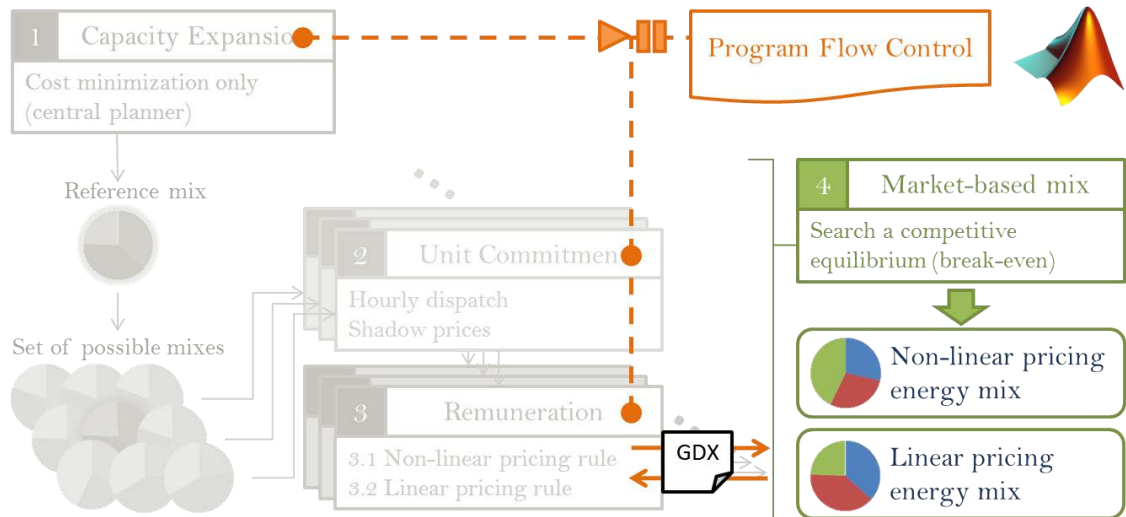 1
Capacity Expansio
Cost minimization only
(central planner)
Program Flow Control
Reference mix
Set of possible mixes
2
Unit Commitmen
Hourly dispatch
Shadow prices
3
Remuneration
3.1 Non-linear pricing rule
3.2 Linear pricing rule
GDX
4
Market-based mix
Search a competitive
equilibrium (break-even)
Non-linear pricing
energy mix
Linear pricing
energy mix